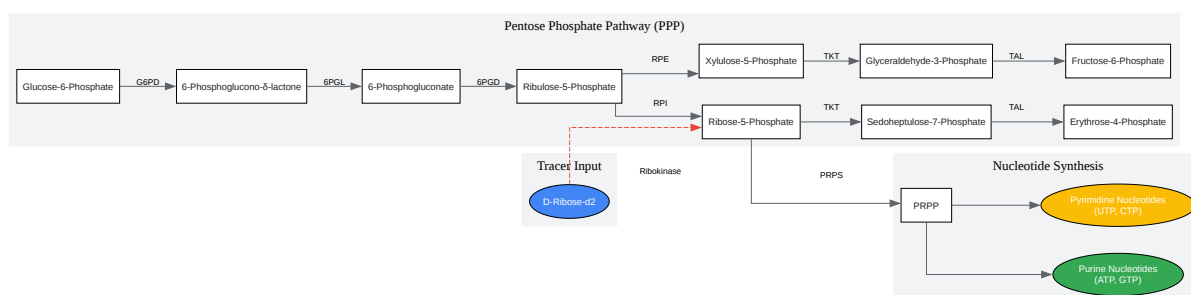 Pentose Phosphate Pathway (PPP)
RPE
Xylulose-5-Phosphate
TKT
Glyceraldehyde-3-Phosphate
TAL
Fructose-6-Phosphate
Glucose-6-Phosphate
G6PD
6-Phosphoglucono-δ-lactone
6PGL
6-Phosphogluconate
6PGD
Ribulose-5-Phosphate
RPI
Ribose-5-Phosphate
TKT
Sedoheptulose-7-Phosphate
TAL
Erythrose-4-Phosphate
Tracer Input
D-Ribose-d2
Ribokinase
PRPS
Nucleotide Synthesis
PRPP
Pyrimidine Nucleotides
(UTP, CTP)
Purine Nucleotides
(ATP, GTP)